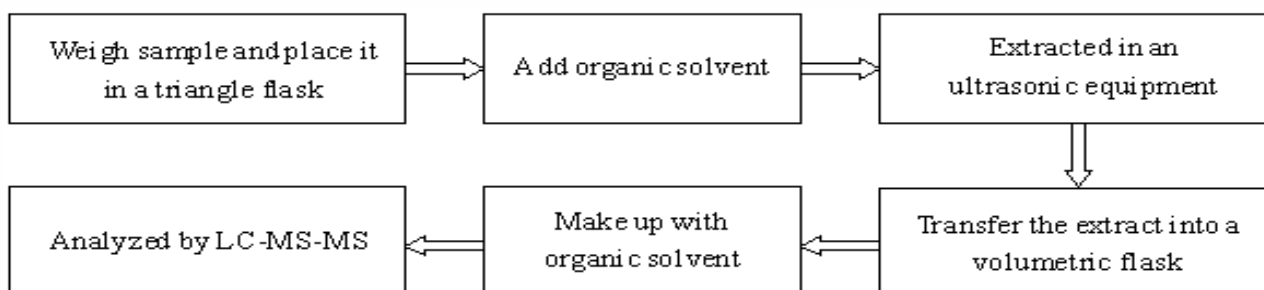 Weigh sample and place it
in a triangle flask
Add organic solvent
Extracted in an
ultrasonic equipment
Transfer the extract into a
volumetric flask
Make up with
organic solvent
Analyzed by LC-MS-MS